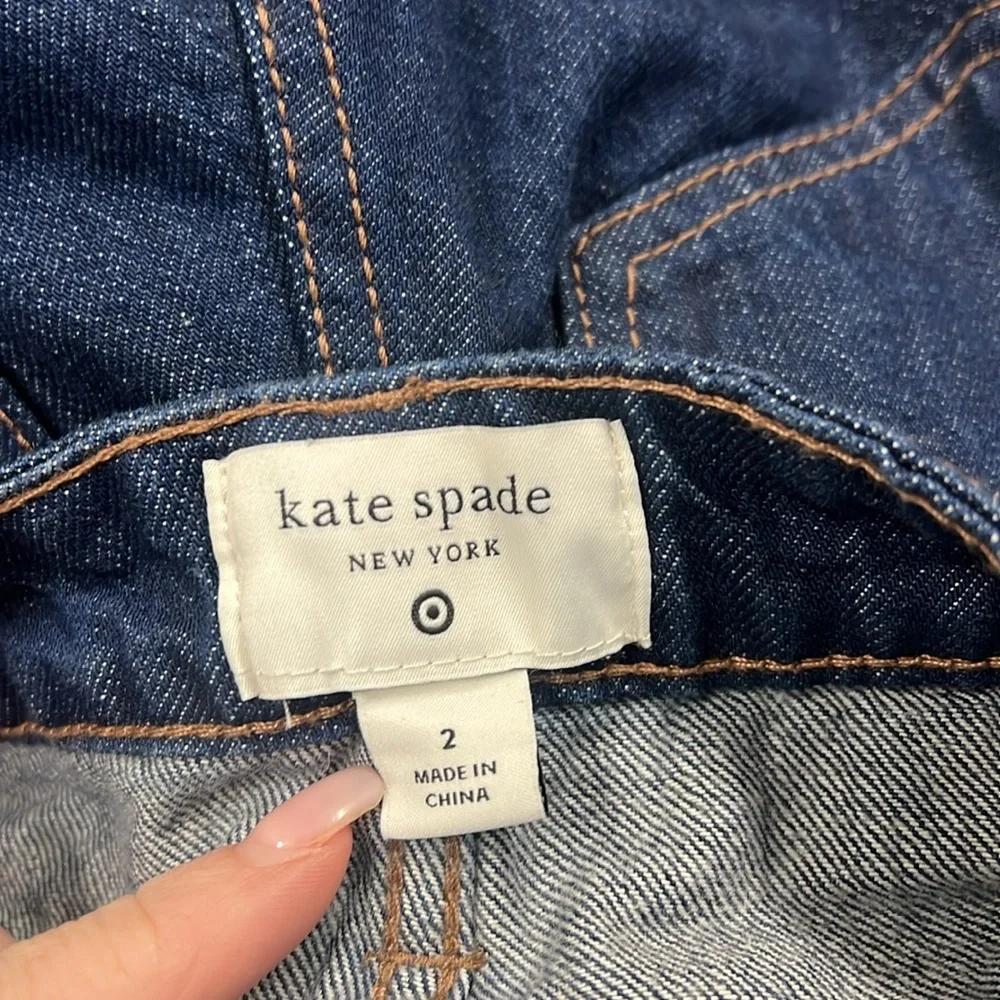 kate spade
NEW YORK
2
MADE IN
CHINA